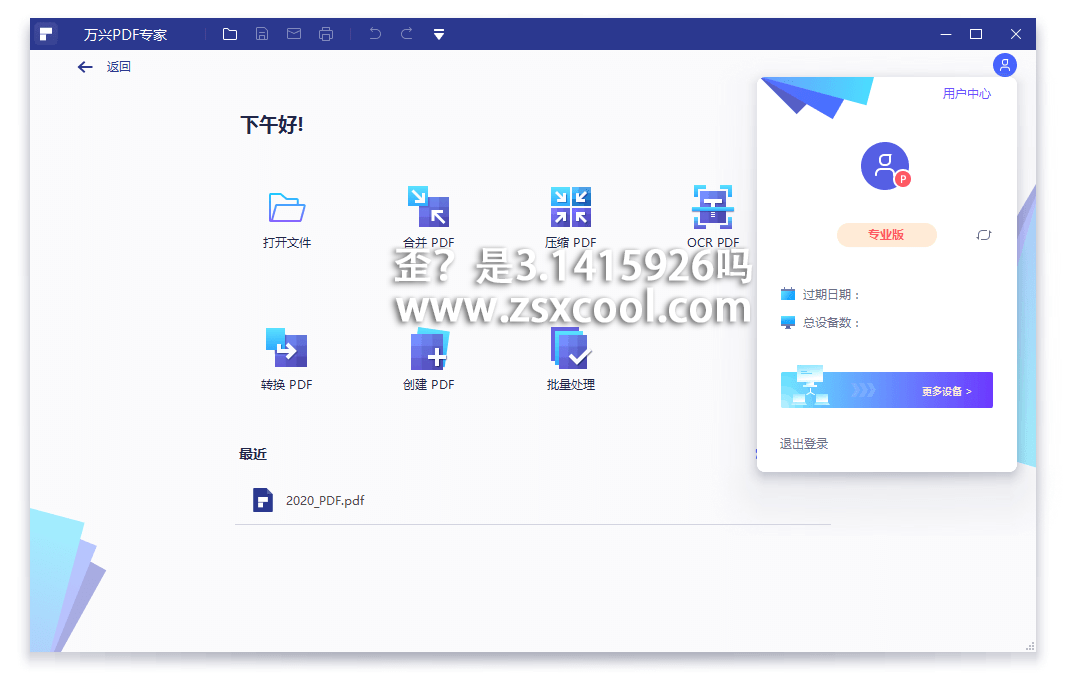 万兴PDF专家
返回
用户中心
下午好!
P
专业版
打开文件
合并 PDF
压缩 PDF
OCR PDF
歪？是3.1415926吗
www.zsxcool.com
过期日期：
总设备数：
转换 PDF
创建 PDF
批量处理
更多设备 >
退出登录
最近
2020_PDF.pdf